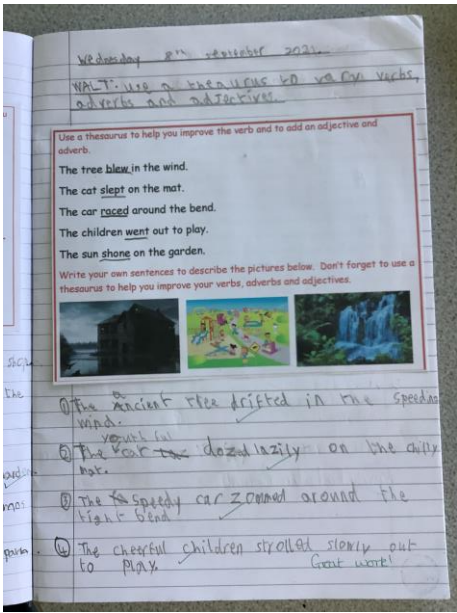 Wednesday 8th September 2021
WALT: use a thesaurus to vary verbs,
adverbs and adjectives.
Use a thesaurus to help you improve the verb and to add an adjective and
adverb.
The tree blew in the wind.
The cat slept on the mat.
The car raced around the bend.
The children went out to play.
The sun shone on the garden.
Write your own sentences to describe the pictures below. Don't forget to use a
thesaurus to help you improve your verbs, adverbs and adjectives.
① The ancient tree drifted in the speeding
wind.
youthful
② The cat dozed lazily on the chilly
mat.
③ The speedy car zommed around the
tight bend
④ The cheerful children strolled slowly out
to play.
Great work!
the